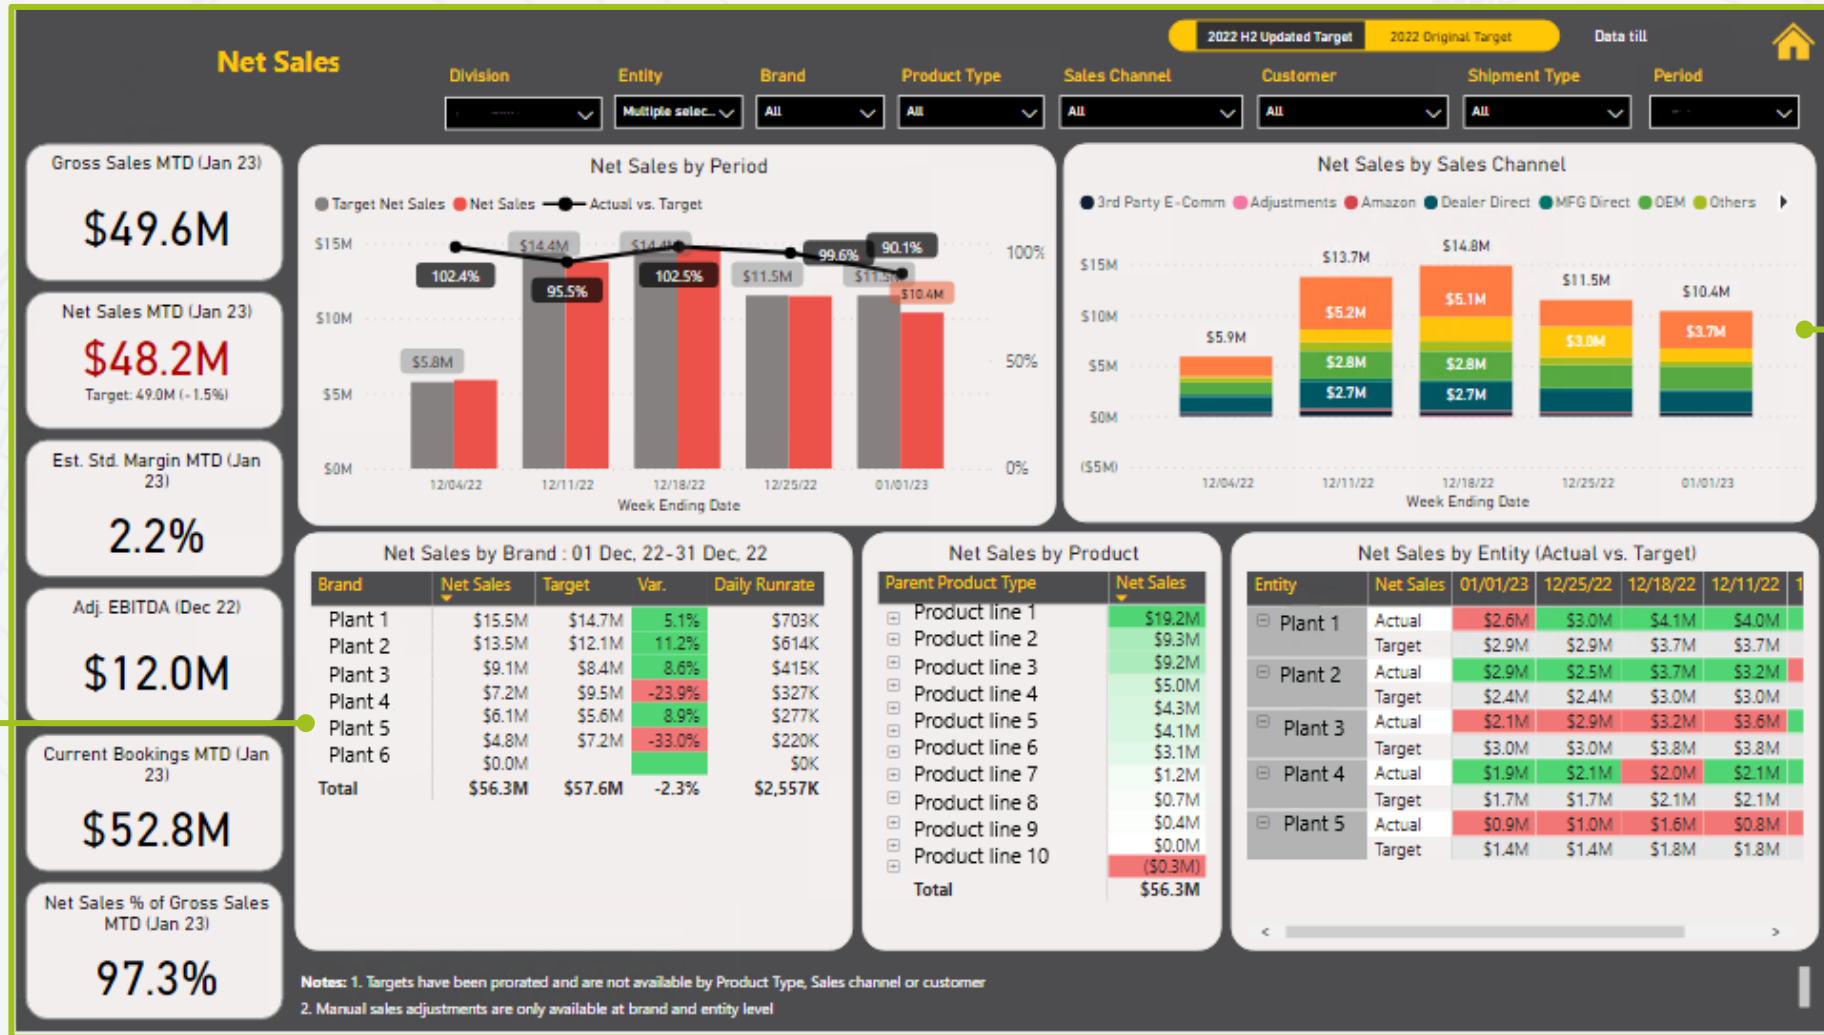 Net Sales
2022 H2 Updated Target
2022 Original Target
Data till
Division
Entity
Brand
Product Type
Sales Channel
Customer
Shipment Type
Period
Multiple selec...
All
All
All
All
All
Gross Sales MTD (Jan 23)
$49.6M
Net Sales MTD (Jan 23)
$48.2M
Target: 49.0M (-1.5%)
Est. Std. Margin MTD (Jan
23)
2.2%
Adj. EBITDA (Dec 22)
$12.0M
Current Bookings MTD (Jan
23)
$52.8M
Net Sales % of Gross Sales
MTD (Jan 23)
97.3%
Net Sales by Period
Target Net Sales Net Sales Actual vs. Target
$15M
$10M
$5M
$0M
100%
50%
0%
$5.8M
$14.4M
$14.4M
$11.5M
$11.5M
$10.4M
102.4%
95.5%
102.5%
99.6%
90.1%
12/04/22 12/11/22 12/18/22 12/25/22 01/01/23
Week Ending Date
Net Sales by Sales Channel
3rd Party E-Comm Adjustments Amazon Dealer Direct MFG Direct OEM Others
$15M
$10M
$5M
$0M
($5M)
$5.9M
$13.7M
$5.2M
$2.8M
$2.7M
$14.8M
$5.1M
$2.8M
$2.7M
$11.5M
$3.0M
$10.4M
$3.7M
12/04/22 12/11/22 12/18/22 12/25/22 01/01/23
Week Ending Date
Net Sales by Brand : 01 Dec, 22-31 Dec, 22
Brand Net Sales Target Var. Daily Runrate
Plant 1 $15.5M $14.7M 5.1% $703K
Plant 2 $13.5M $12.1M 11.2% $614K
Plant 3 $9.1M $8.4M 8.6% $415K
Plant 4 $7.2M $9.5M -23.9% $327K
Plant 5 $6.1M $5.6M 8.9% $277K
Plant 6 $4.8M $7.2M -33.0% $220K
$0.0M $0K
Total $56.3M $57.6M -2.3% $2,557K
Net Sales by Product
Parent Product Type Net Sales
Product line 1 $19.2M
Product line 2 $9.3M
Product line 3 $9.2M
Product line 4 $5.0M
Product line 5 $4.3M
Product line 6 $4.1M
Product line 7 $3.1M
Product line 8 $1.2M
Product line 9 $0.7M
Product line 10 $0.4M
$0.0M
($0.3M)
Total $56.3M
Net Sales by Entity (Actual vs. Target)
Entity Net Sales 01/01/23 12/25/22 12/18/22 12/11/22 1
Plant 1 Actual $2.6M $3.0M $4.1M $4.0M
Target $2.9M $2.9M $3.7M $3.7M
Plant 2 Actual $2.9M $2.5M $3.7M $3.2M
Target $2.4M $2.4M $3.0M $3.0M
Plant 3 Actual $2.1M $2.9M $3.2M $3.6M
Target $3.0M $3.0M $3.8M $3.8M
Plant 4 Actual $1.9M $2.1M $2.0M $2.1M
Target $1.7M $1.7M $2.1M $2.1M
Plant 5 Actual $0.9M $1.0M $1.6M $0.8M
Target $1.4M $1.4M $1.8M $1.8M
Notes: 1. Targets have been prorated and are not available by Product Type, Sales channel or customer
2. Manual sales adjustments are only available at brand and entity level